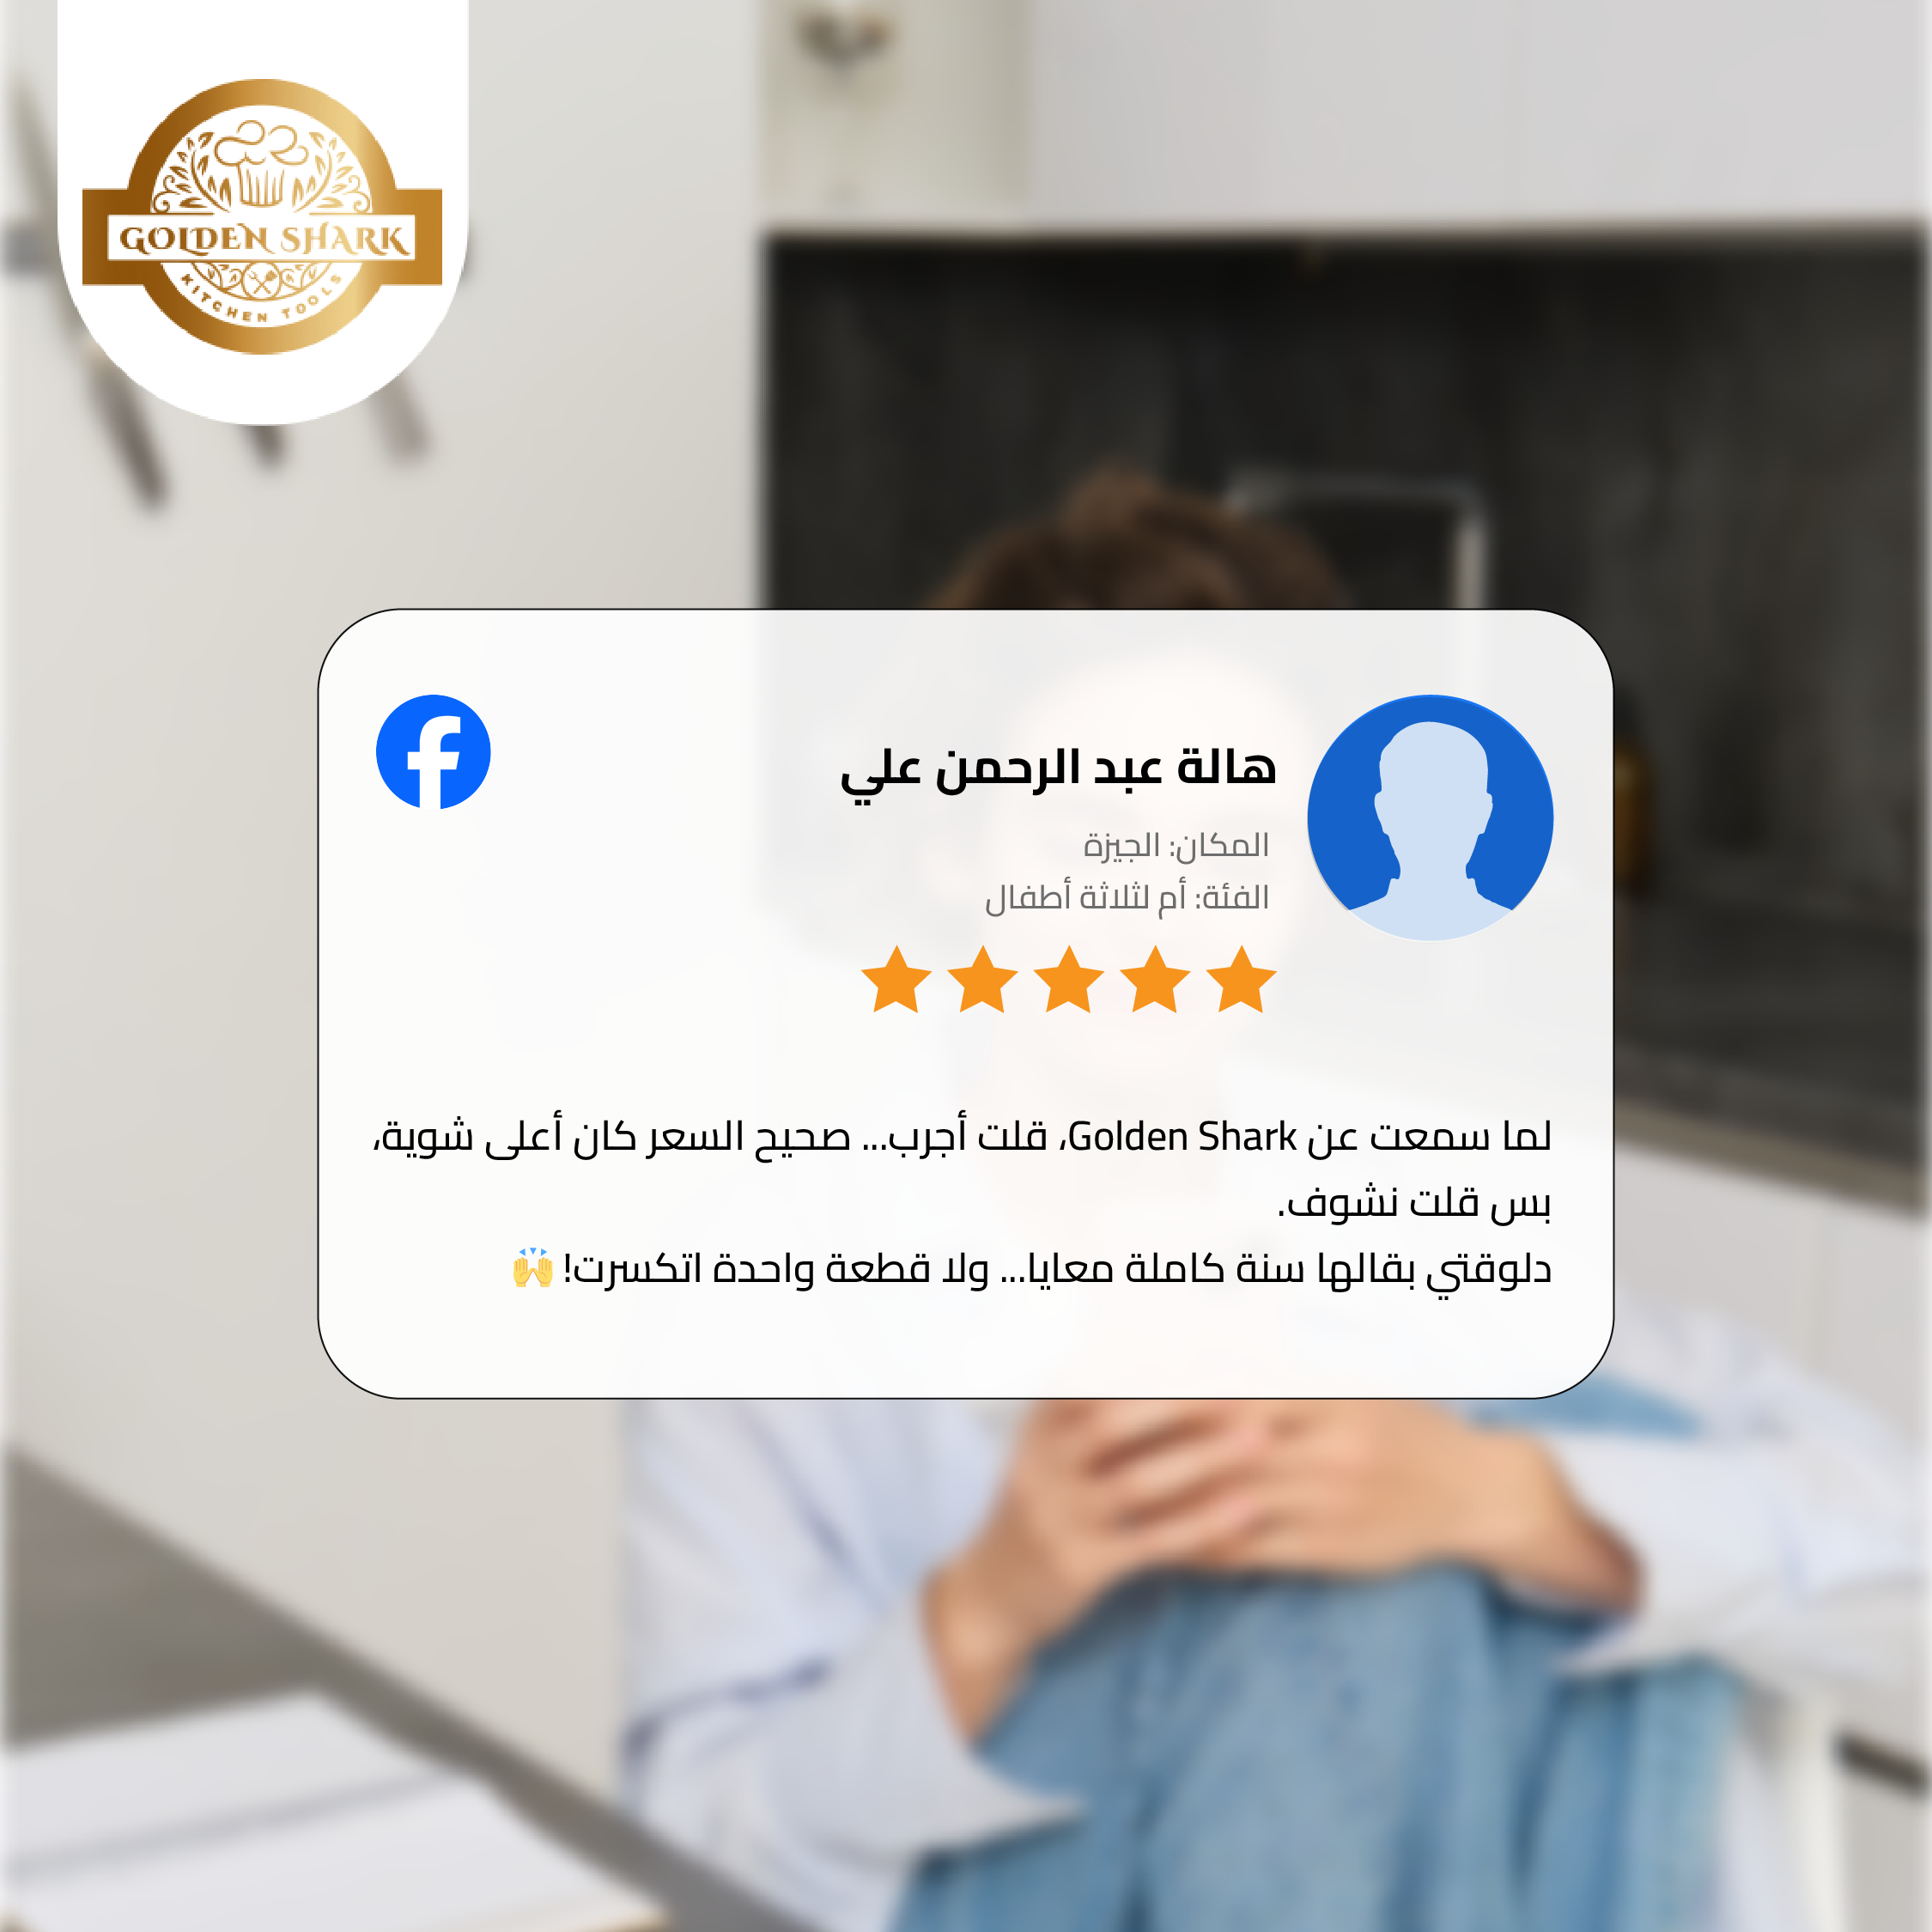 GOLDEN SHARK
KITCHEN TOOLS
هالة عبد الرحمن علي
المكان: الجيزة
الفئة: أم لثلاثة أطفال
لما سمعت عن Golden Shark، قلت أجرب... صحيح السعر كان أعلى شوية،
بس قلت نشوف.
دلوقتي بقالها سنة كاملة معايا... ولا قطعة واحدة اتكسرت! 🙌